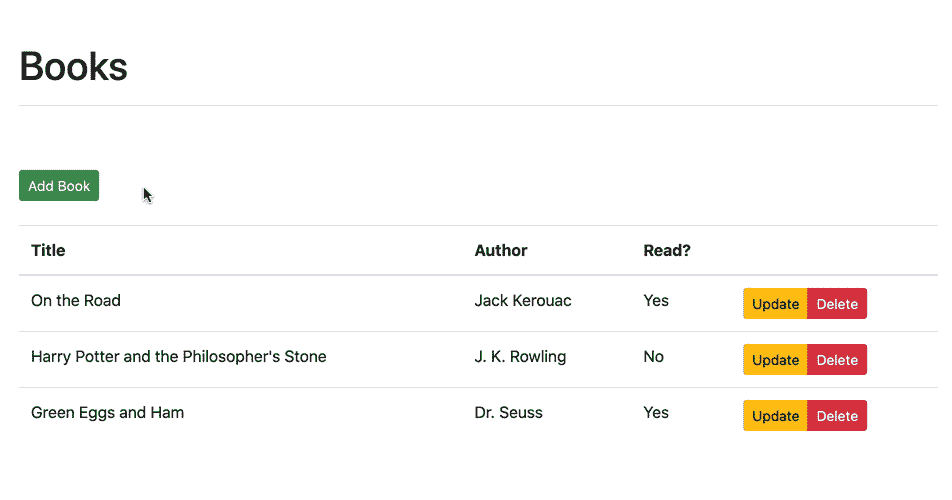 Books
Add Book
Title Author Read?
On the Road Jack Kerouac Yes Update Delete
Harry Potter and the Philosopher's Stone J. K. Rowling No Update Delete
Green Eggs and Ham Dr. Seuss Yes Update Delete